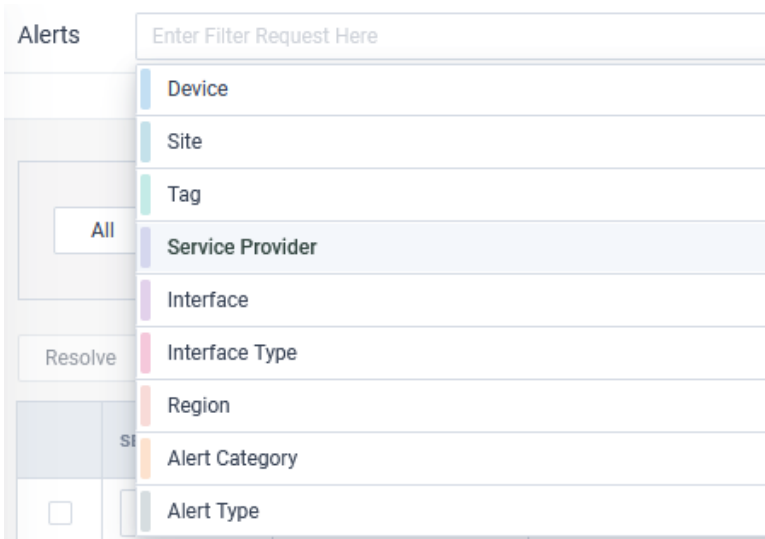 Alerts
Enter Filter Request Here
Device
Site
Tag
Service Provider
All
Interface
Interface Type
Resolve
Region
Alert Category
Alert Type